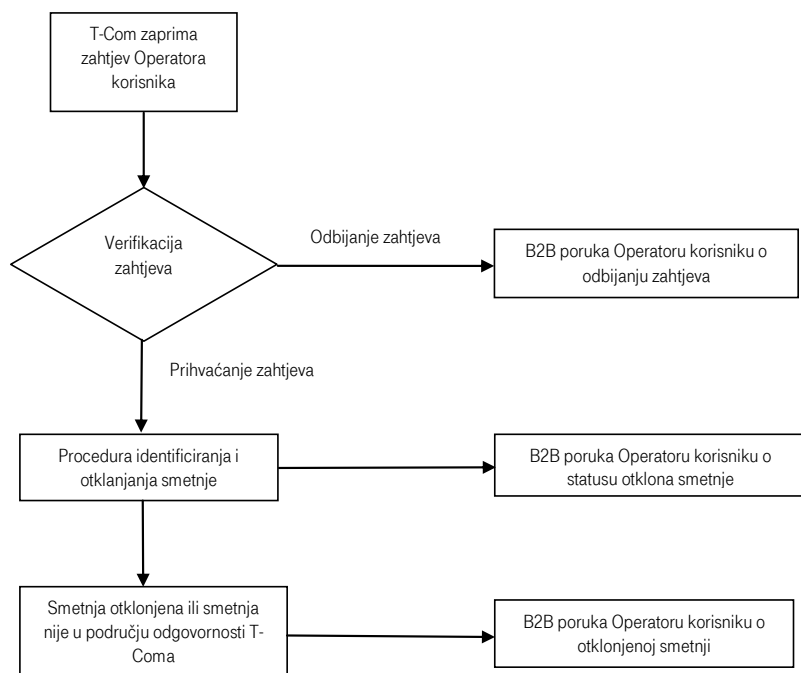 T-Com zaprima
zahtjev Operatora
korisnika
Verifikacija
zahtjeva
Odbijanje zahtjeva
B2B poruka Operatoru korisniku o
odbijanju zahtjeva
Prihvaćanje zahtjeva
Procedura identificiranja i
otklanjanja smetnje
B2B poruka Operatoru korisniku o
statusu otklona smetnje
Smetnja otklonjena ili smetnja
nije u području odgovornosti T-
Coma
B2B poruka Operatoru korisniku o
otklonjenoj smetnji